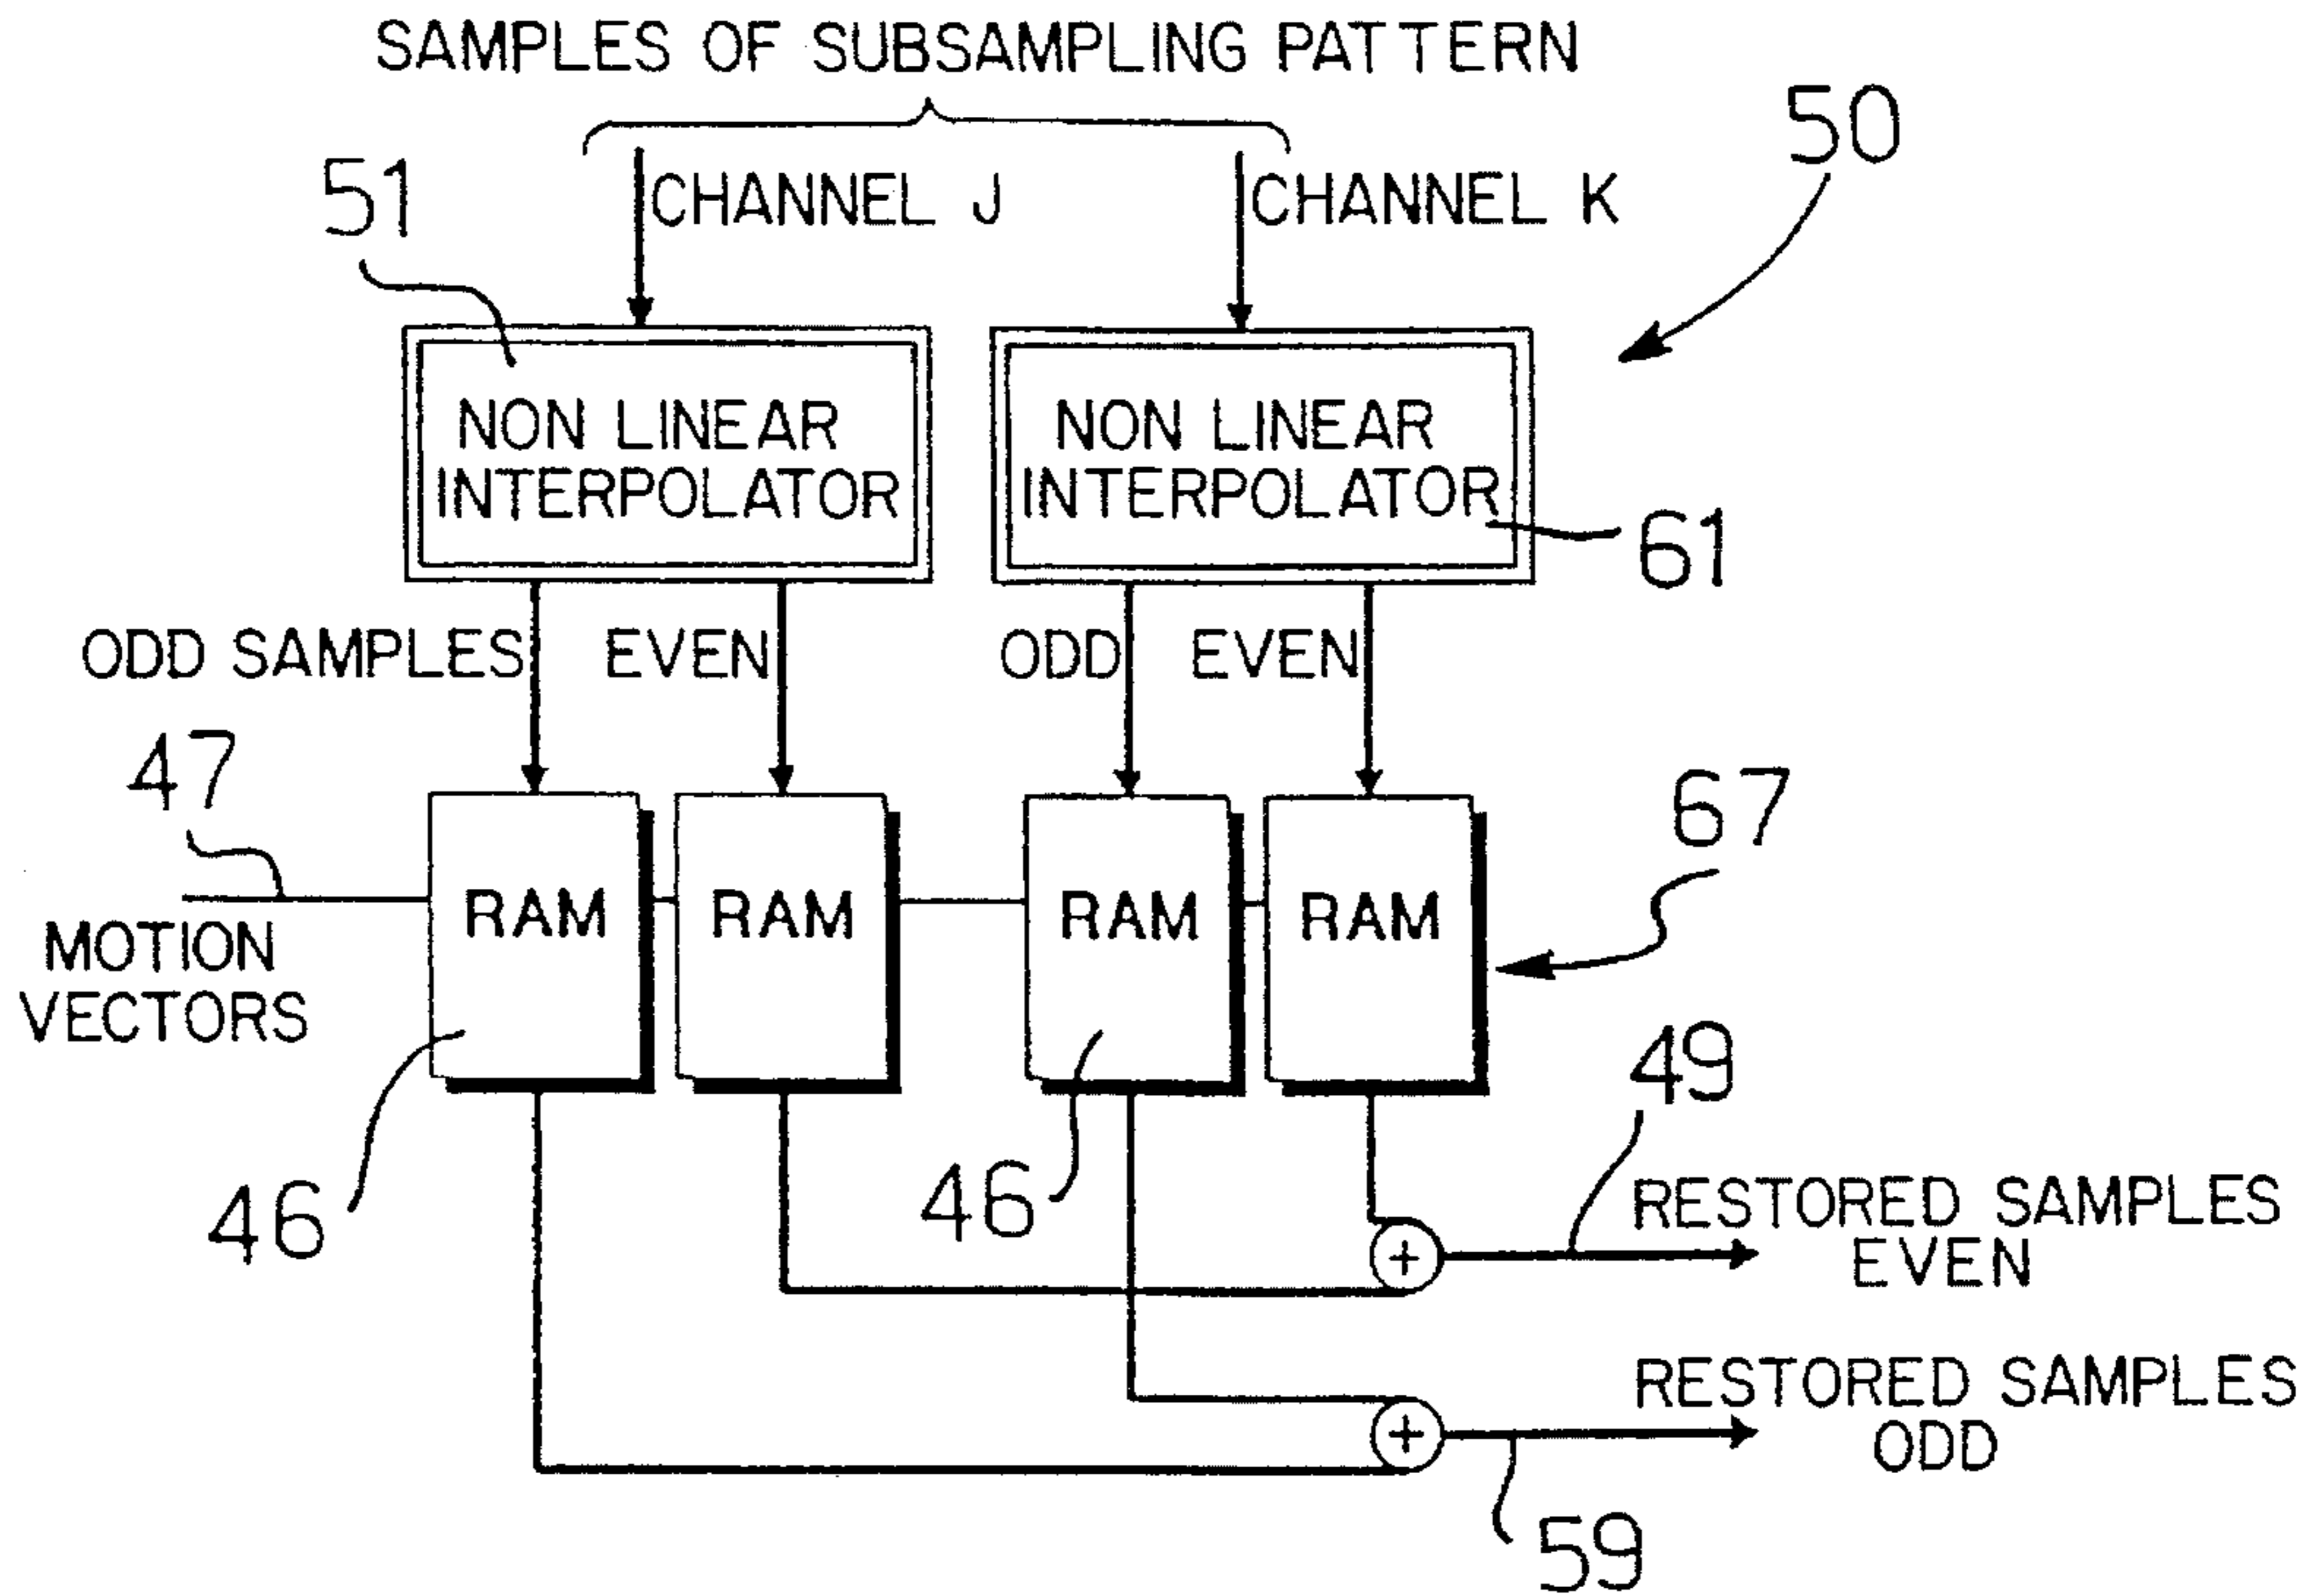 SAMPLES OF SUBSAMPLING PATTERN
50
51
CHANNEL J
CHANNEL K
NON LINEAR
INTERPOLATOR
NON LINEAR
INTERPOLATOR
61
ODD SAMPLES
EVEN
ODD
EVEN
47
67
RAM
RAM
RAM
RAM
MOTION
VECTORS
49
46
46
RESTORED SAMPLES
EVEN
RESTORED SAMPLES
ODD
59